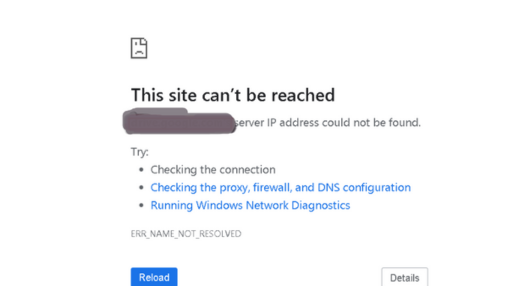 This site can't be reached
server IP address could not be found.
Try:
• Checking the connection
• Checking the proxy, firewall, and DNS configuration
• Running Windows Network Diagnostics
ERR_NAME_NOT_RESOLVED
Reload
Details